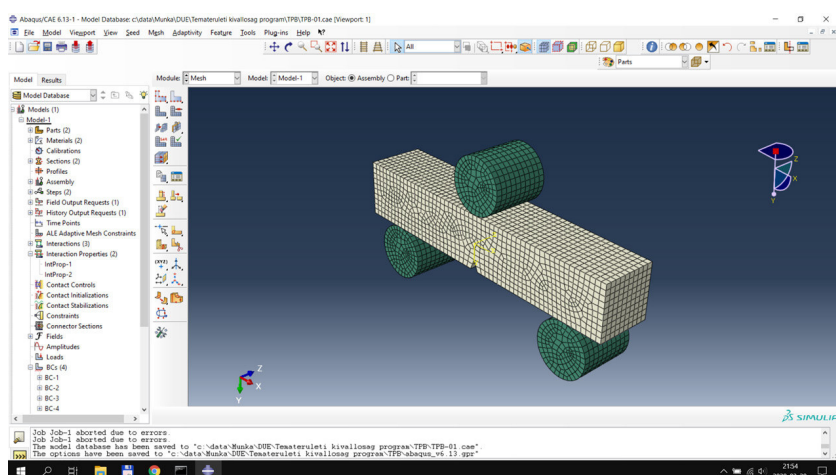 Abaqus/CAE 6.13-1 - Model Database: c:\data\Munka\DUE\Temateruleti kivallosag program\TPB\TPB-01.cae [Viewport: 1]
File Model Viewport View Seed Mesh Adaptivity Feature Tools Plug-ins Help
All
Parts
Model Results
Module: Mesh Model: Model-1 Object: Assembly Part:
Model Database
Models (1)
Model-1
Parts (2)
Materials (2)
Calibrations
Sections (2)
Profiles
Assembly
Steps (2)
Field Output Requests (1)
History Output Requests (1)
Time Points
ALE Adaptive Mesh Constraints
Interactions (3)
Interaction Properties (2)
IntProp-1
IntProp-2
Contact Controls
Contact Initializations
Contact Stabilizations
Constraints
Connector Sections
Fields
Amplitudes
Loads
BCs (4)
BC-1
BC-2
BC-3
BC-4
(XYZ)
Z
X
Y
Z
X
Y
SIMULIA
Job Job-1 aborted due to errors.
Job Job-1 aborted due to errors.
The model database has been saved to "c:\data\Munka\DUE\Temateruleti kivallosag program\TPB\TPB-01.cae".
The options have been saved to "c:\data\Munka\DUE\Temateruleti kivallosag program\TPB\abaqus_v6.13.gpr"
21:54